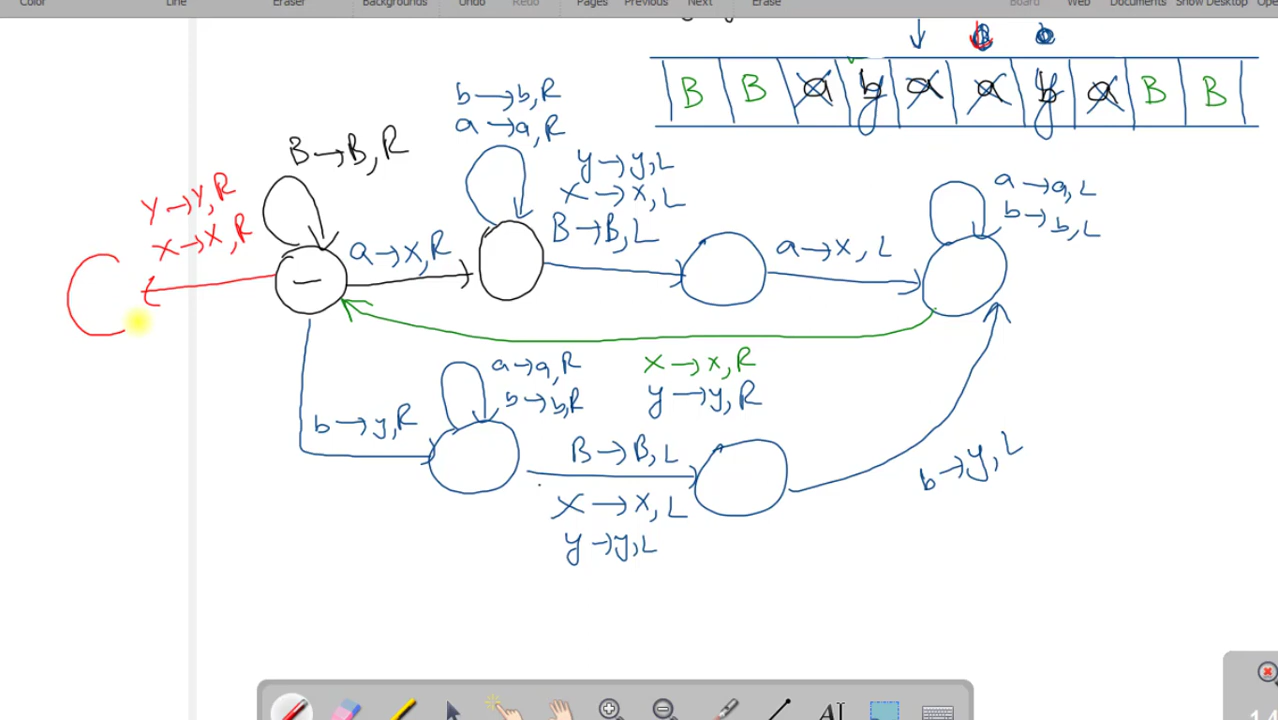 Color Line Eraser Backgrounds Undo Redo Pages Previous Next Erase Board Web Documents Show Desktop
B B a y a a y a B B
b→b,R
a→a,R
B→B,R
y→y,L
x→x,L
B→B,L
Y→Y,R
X→X,R
a→X,R
a→X,L
a→a,L
b→b,L
−
x→x,R
y→y,R
a→a,R
b→b,R
b→y,R
B→B,L
X→X,L
y→y,L
b→y,L